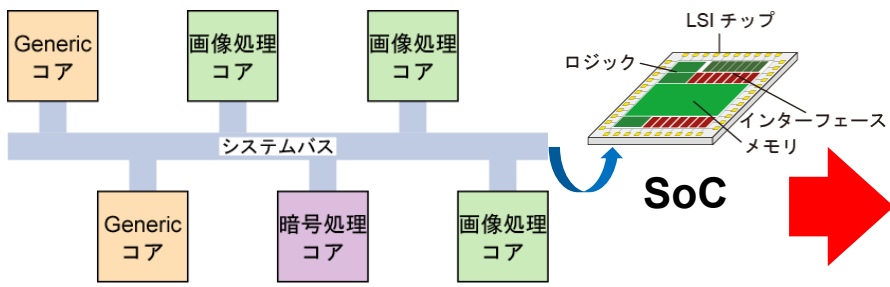 Generic
コア
画像処理
コア
画像処理
コア
システムバス
Generic
コア
暗号処理
コア
画像処理
コア
LSI チップ
ロジック
インターフェース
メモリ
SoC